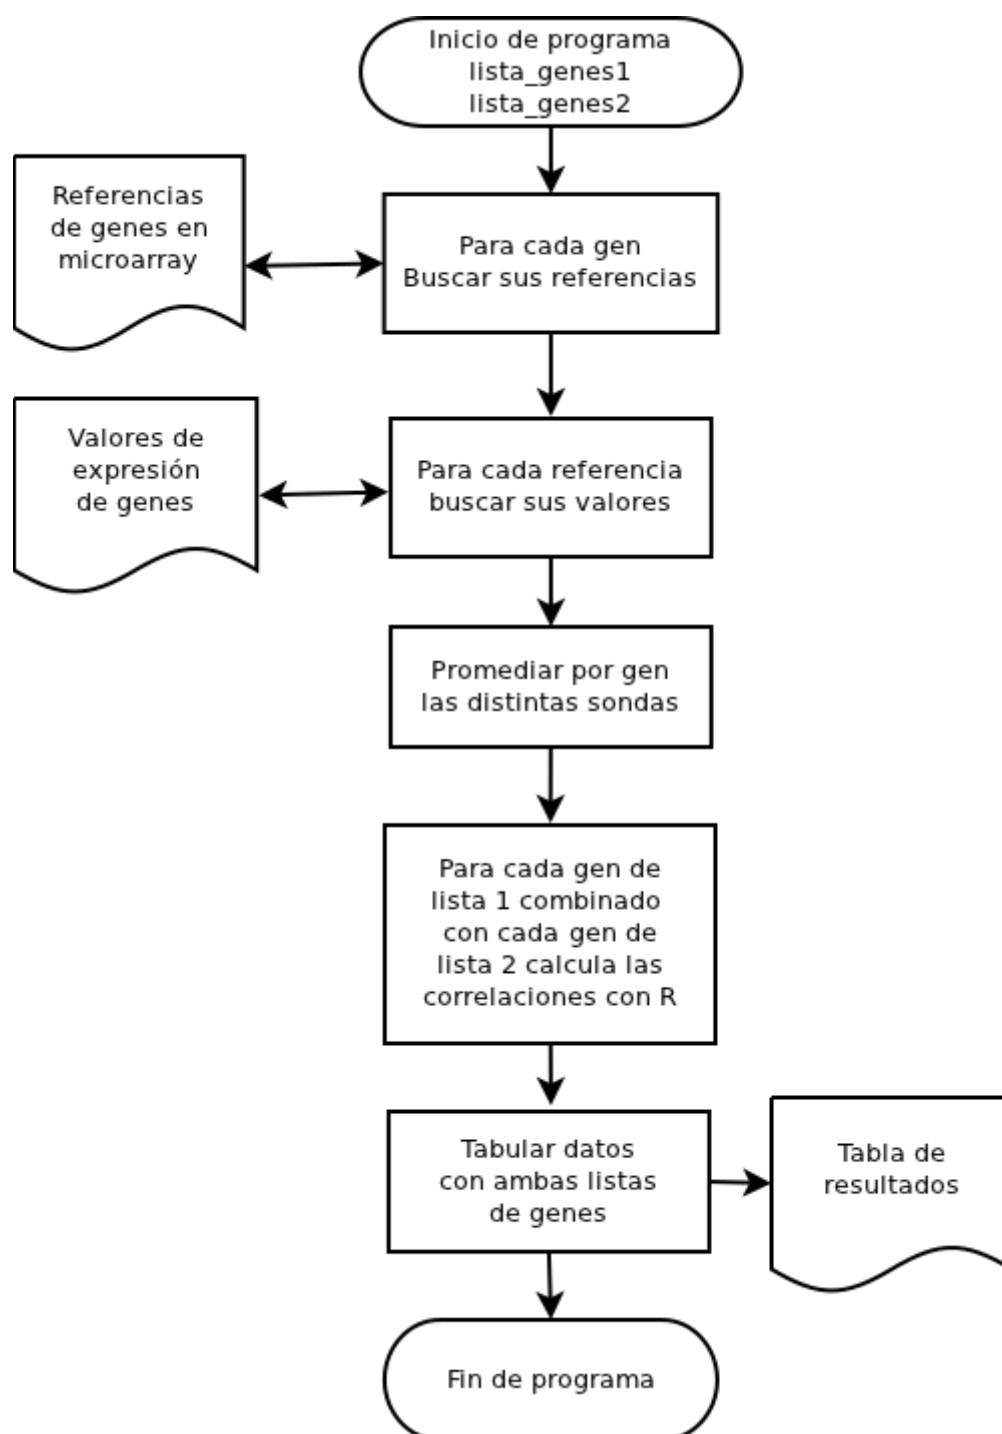 Inicio de programa
lista_genes1
lista_genes2
Referencias
de genes en
microarray
Para cada gen
Buscar sus referencias
Valores de
expresión
de genes
Para cada referencia
buscar sus valores
Promediar por gen
las distintas sondas
Para cada gen de
lista 1 combinado
con cada gen de
lista 2 calcula las
correlaciones con R
Tabular datos
con ambas listas
de genes
Tabla de
resultados
Fin de programa